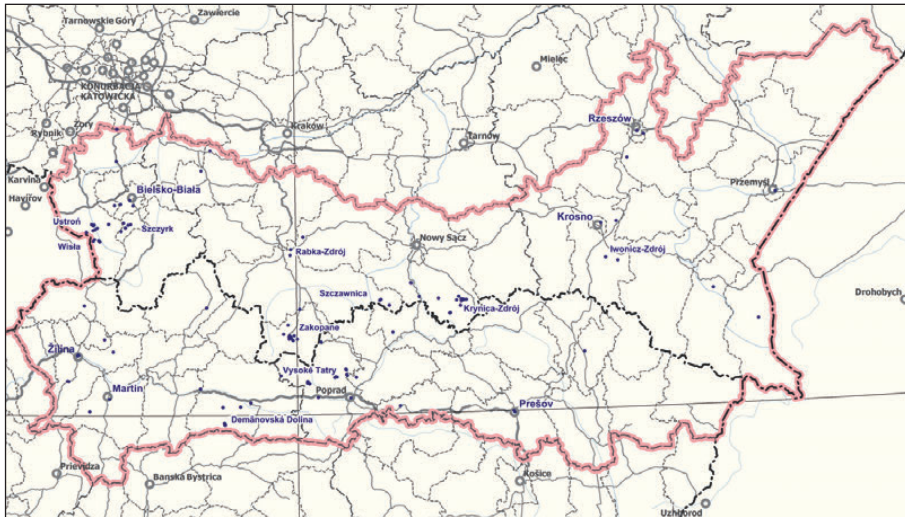 Zawiercie
Tarnowskie Góry
Mielec
KONURBACJA
KATOWICKA
Rzeszów
Rybnik
Żory
Kraków
Tarnów
Karvina
Przemyśl
Bielsko-Biała
Havířov
Ustroń
Szczyrk
Krosno
Wisła
Nowy Sącz
Rabka-Zdrój
Iwonicz-Zdrój
Szczawnica
Drohobych
Krynica-Zdrój
Zakopane
Žilina
Vysoké Tatry
Martin
Poprad
Prešov
Demänovská Dolina
Prievidza
Banská Bystrica
Košice
Uzhhorod